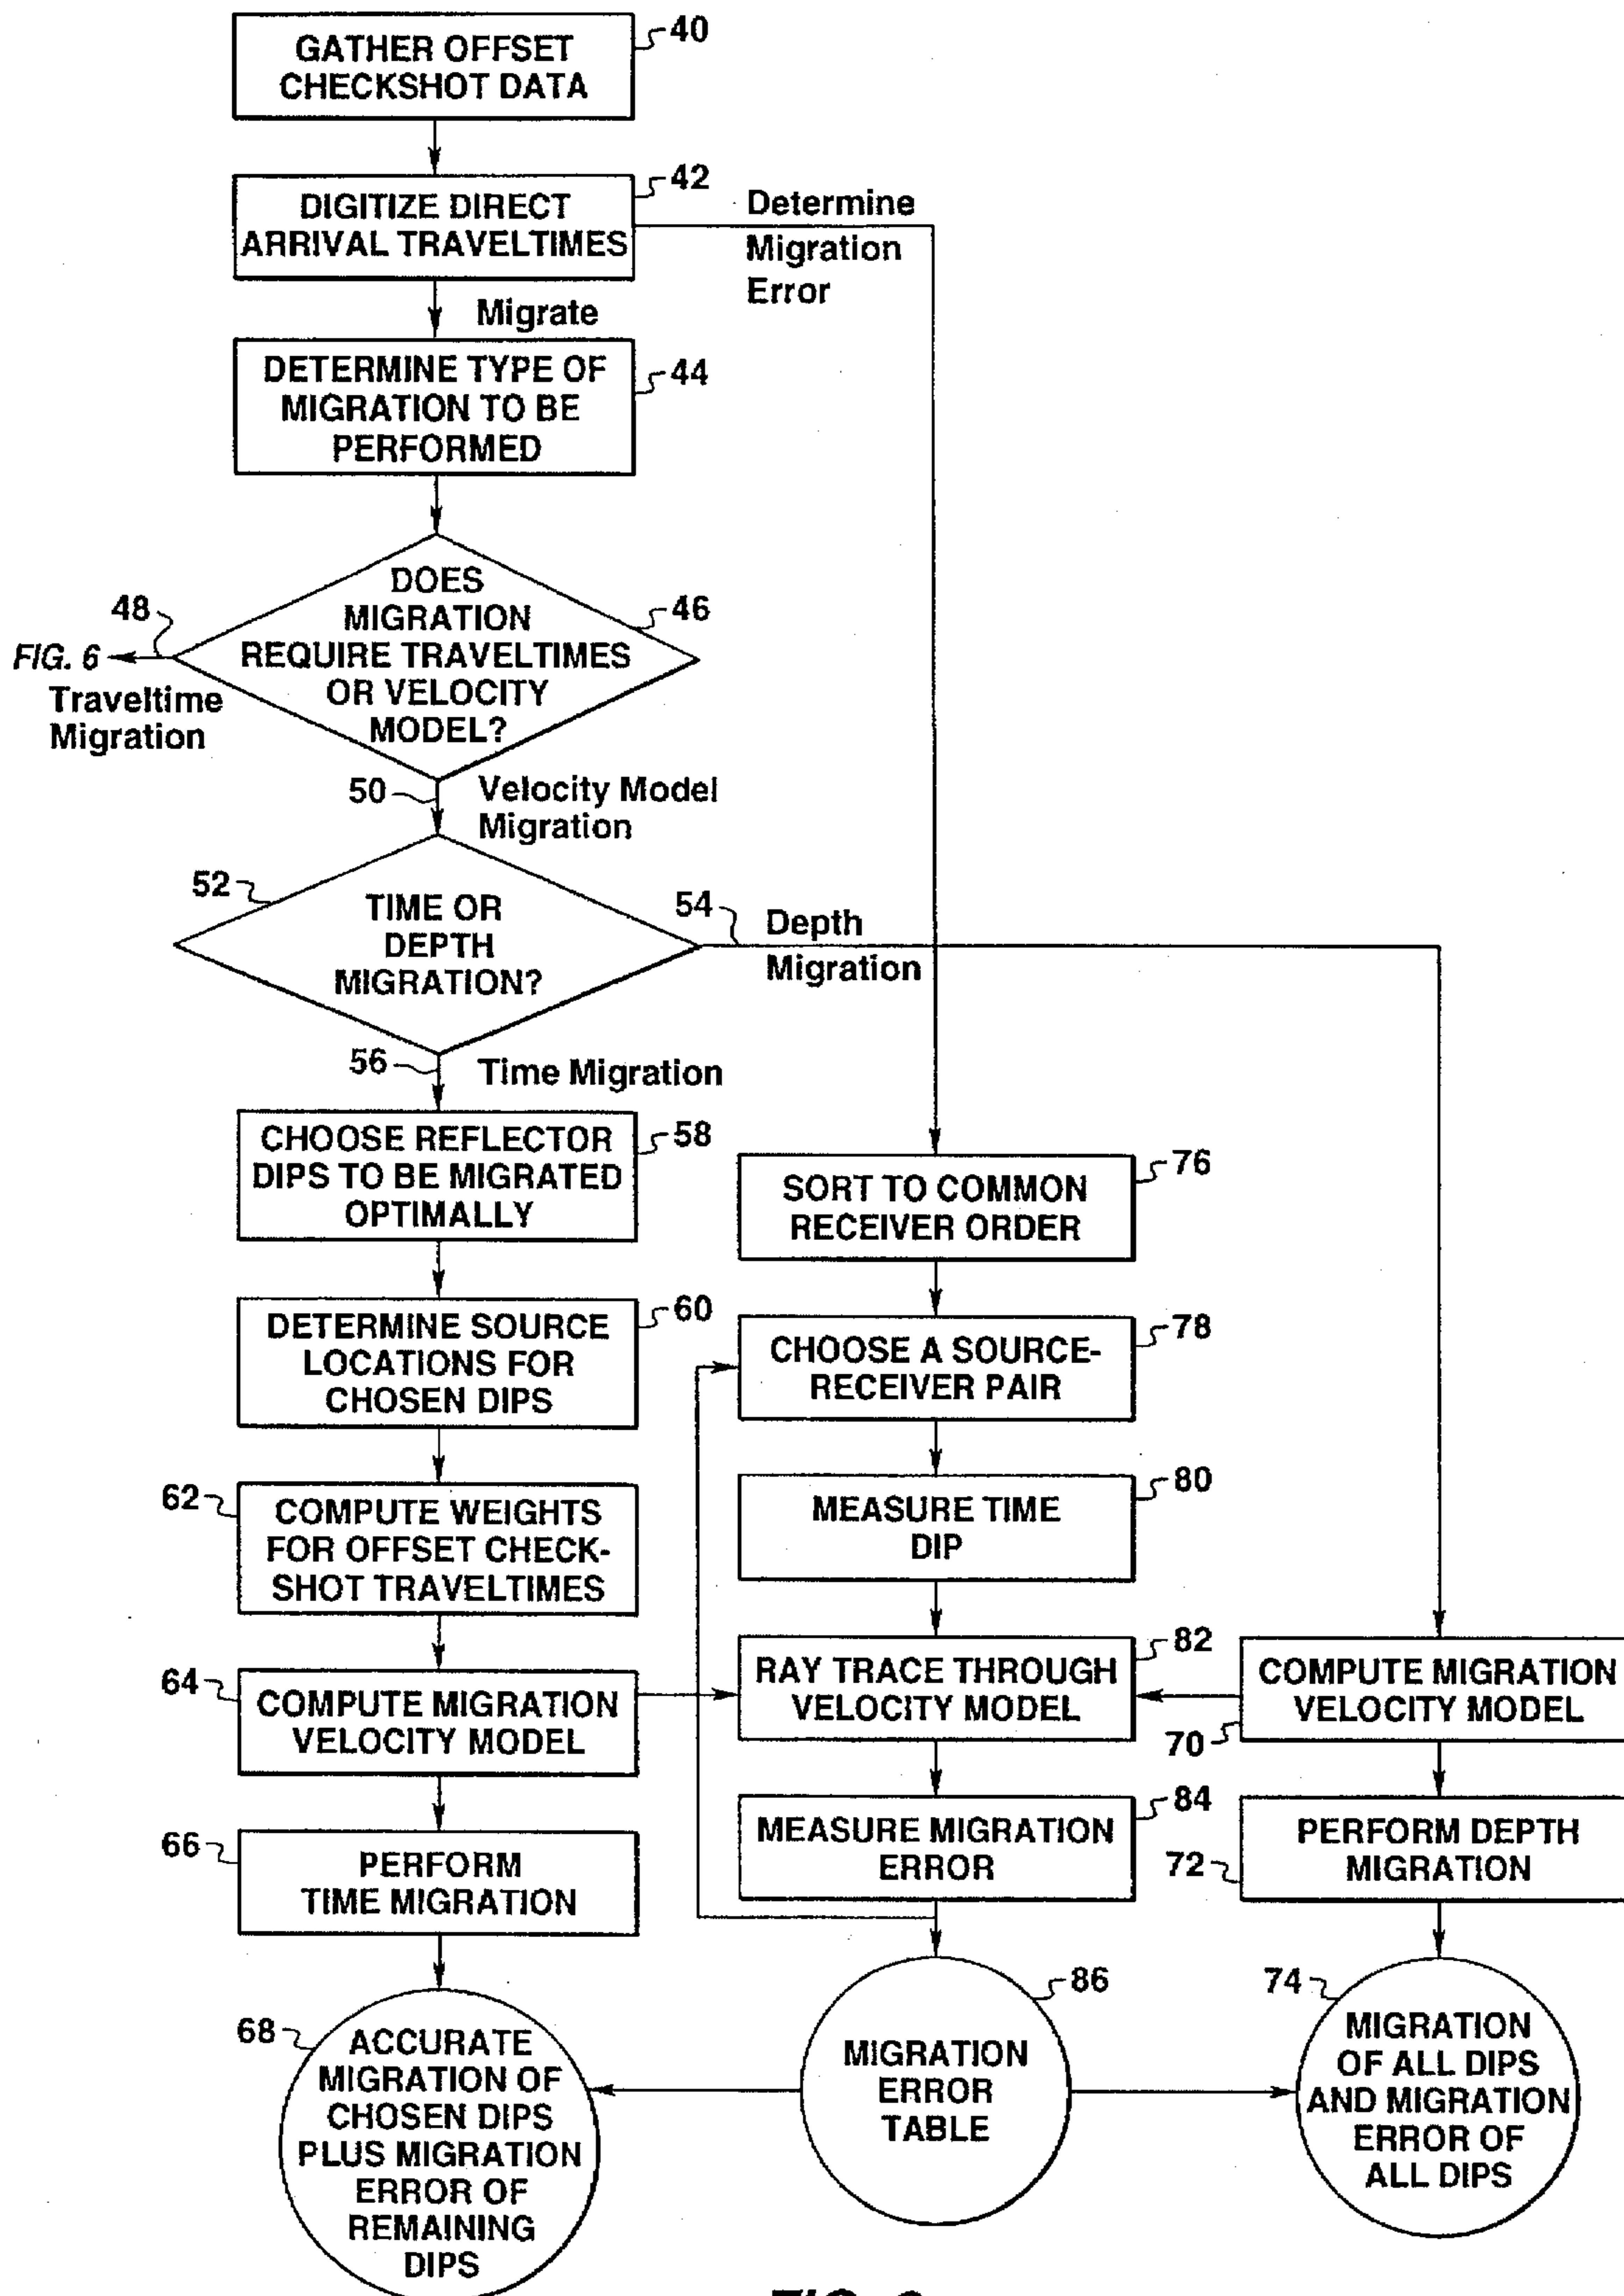 GATHER OFFSET
CHECKSHOT DATA
40
DIGITIZE DIRECT
ARRIVAL TRAVELTIMES
42
Determine
Migration
Error
Migrate
DETERMINE TYPE OF
MIGRATION TO BE
PERFORMED
44
DOES
MIGRATION
REQUIRE TRAVELTIMES
OR VELOCITY
MODEL?
46
48
FIG. 6
Traveltime
Migration
50
Velocity Model
Migration
52
TIME OR
DEPTH
MIGRATION?
54
Depth
Migration
56
Time Migration
CHOOSE REFLECTOR
DIPS TO BE MIGRATED
OPTIMALLY
58
DETERMINE SOURCE
LOCATIONS FOR
CHOSEN DIPS
60
62
COMPUTE WEIGHTS
FOR OFFSET CHECK-
SHOT TRAVELTIMES
64
COMPUTE MIGRATION
VELOCITY MODEL
66
PERFORM
TIME MIGRATION
68
ACCURATE
MIGRATION OF
CHOSEN DIPS
PLUS MIGRATION
ERROR OF
REMAINING
DIPS
SORT TO COMMON
RECEIVER ORDER
76
CHOOSE A SOURCE-
RECEIVER PAIR
78
MEASURE TIME
DIP
80
RAY TRACE THROUGH
VELOCITY MODEL
82
MEASURE MIGRATION
ERROR
84
MIGRATION
ERROR
TABLE
86
COMPUTE MIGRATION
VELOCITY MODEL
70
PERFORM DEPTH
MIGRATION
72
74
MIGRATION
OF ALL DIPS
AND MIGRATION
ERROR OF
ALL DIPS